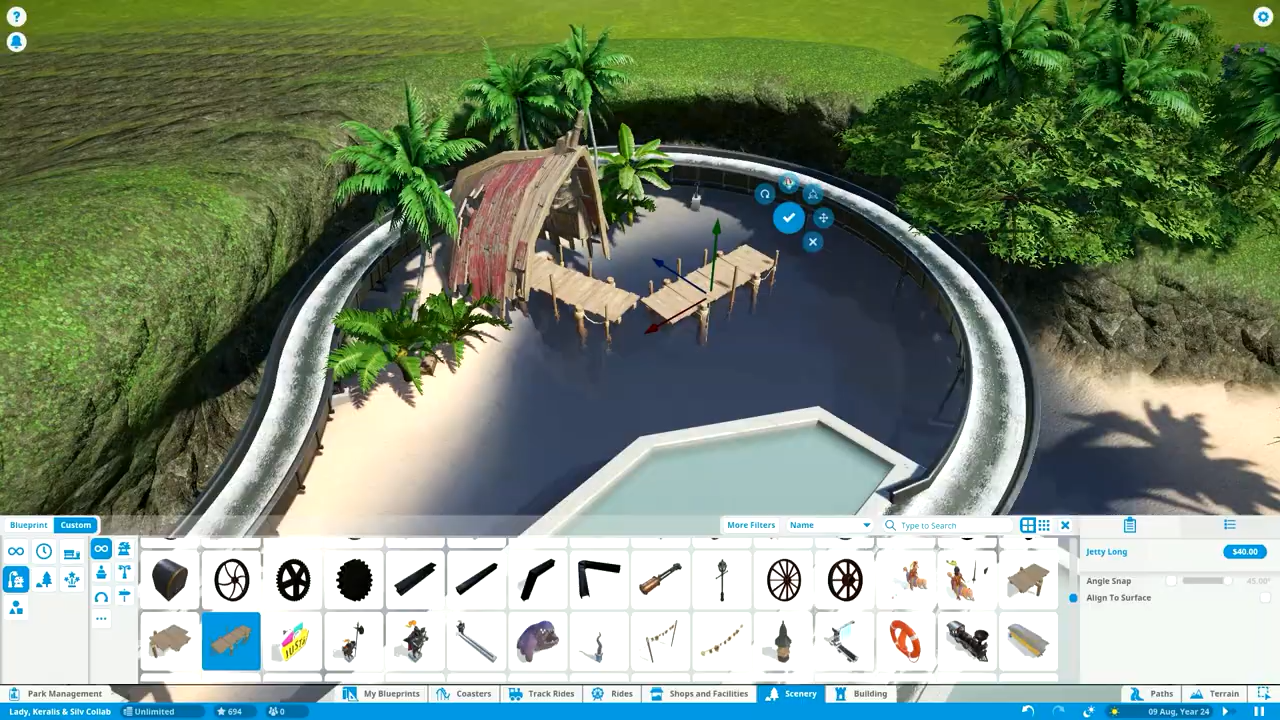 ?
Blueprint Custom More Filters Name Type to Search
Jetty Long $40.00
Angle Snap 45.00°
Align To Surface
Park Management My Blueprints Coasters Track Rides Rides Shops and Facilities Scenery Building Paths Terrain
Lady, Keralis & Silv Collab Unlimited 694 0 09 Aug, Year 24